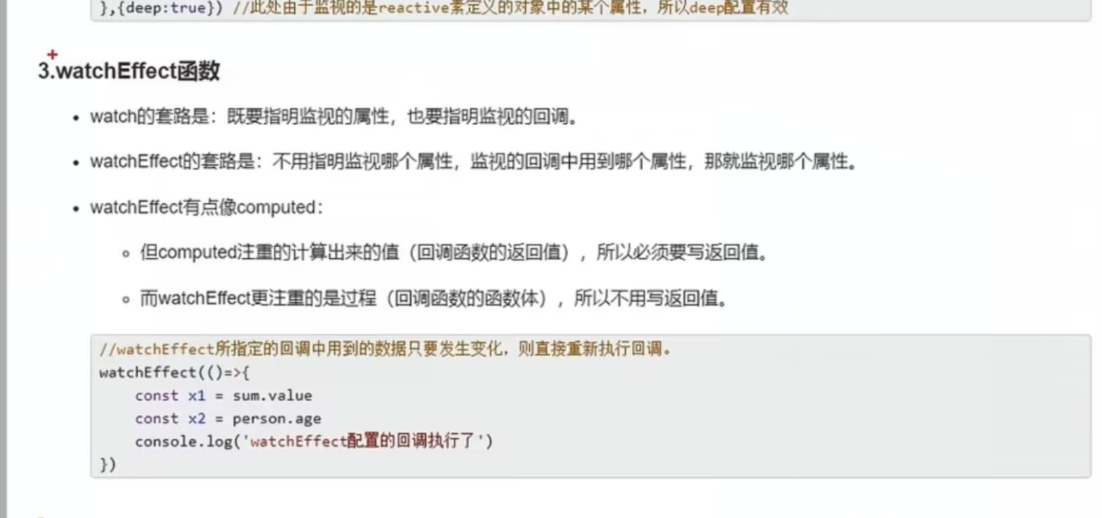 },{deep:true}) //此处由于监视的是reactive素定义的对象中的某个属性，所以deep配置有效
3.watchEffect函数
• watch的套路是：既要指明监视的属性，也要指明监视的回调。
• watchEffect的套路是：不用指明监视哪个属性，监视的回调中用到哪个属性，那就监视哪个属性。
• watchEffect有点像computed：
◦ 但computed注重的计算出来的值（回调函数的返回值），所以必须要写返回值。
◦ 而watchEffect更注重的是过程（回调函数的函数体），所以不用写返回值。
//watchEffect所指定的回调中用到的数据只要发生变化，则直接重新执行回调。
watchEffect(()=>{
    const x1 = sum.value
    const x2 = person.age
    console.log('watchEffect配置的回调执行了')
})